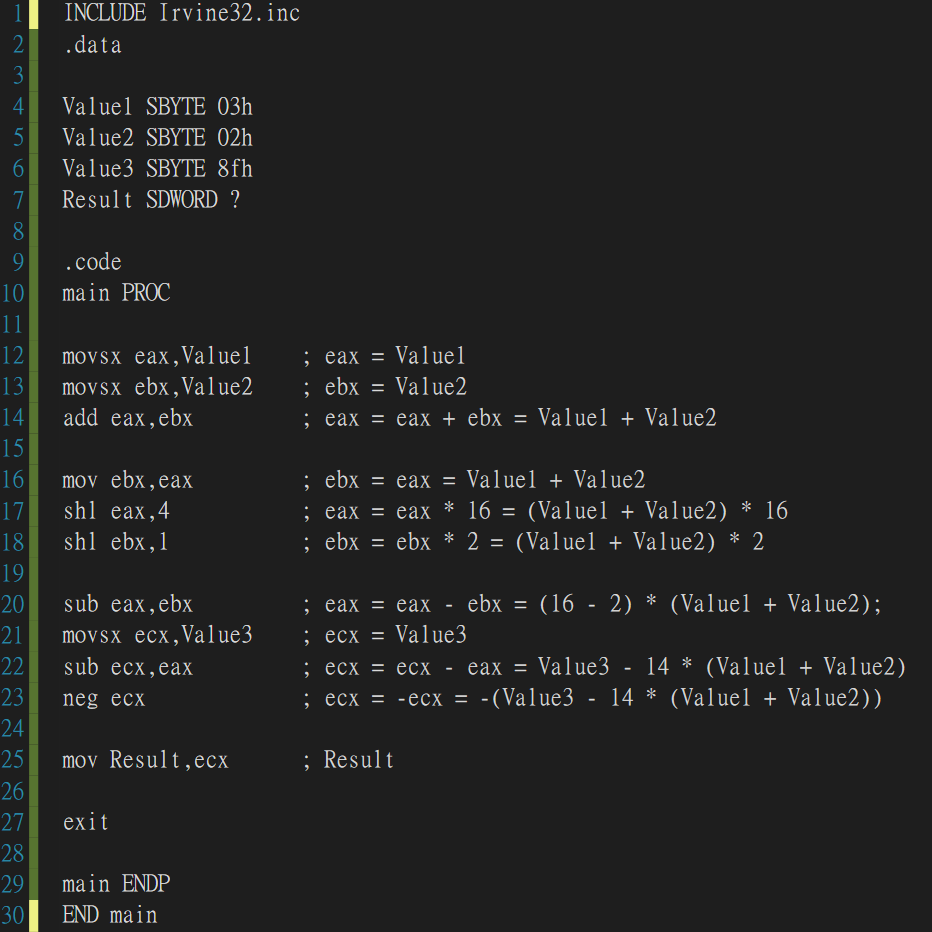 1 INCLUDE Irvine32.inc
2 .data
3
4 Value1 SBYTE 03h
5 Value2 SBYTE 02h
6 Value3 SBYTE 8fh
7 Result SDWORD ?
8
9 .code
10 main PROC
11
12 movsx eax,Value1 ; eax = Value1
13 movsx ebx,Value2 ; ebx = Value2
14 add eax,ebx ; eax = eax + ebx = Value1 + Value2
15
16 mov ebx,eax ; ebx = eax = Value1 + Value2
17 shl eax,4 ; eax = eax * 16 = (Value1 + Value2) * 16
18 shl ebx,1 ; ebx = ebx * 2 = (Value1 + Value2) * 2
19
20 sub eax,ebx ; eax = eax - ebx = (16 - 2) * (Value1 + Value2);
21 movsx ecx,Value3 ; ecx = Value3
22 sub ecx,eax ; ecx = ecx - eax = Value3 - 14 * (Value1 + Value2)
23 neg ecx ; ecx = -ecx = -(Value3 - 14 * (Value1 + Value2))
24
25 mov Result,ecx ; Result
26
27 exit
28
29 main ENDP
30 END main